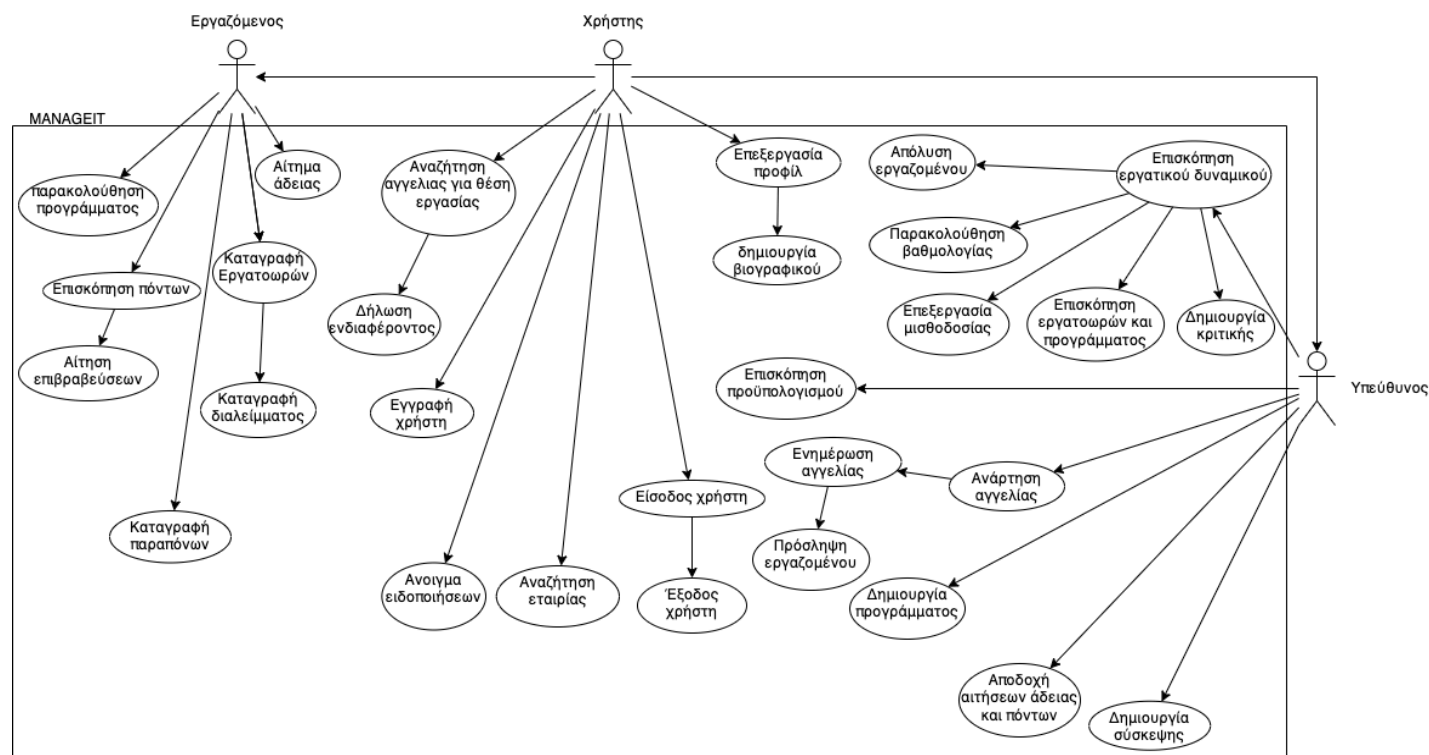 Εργαζόμενος
Χρήστης
MANAGEIT
παρακολούθηση
προγράμματος
Αίτημα
άδειας
Αναζήτηση
αγγελιας για θέση
εργασίας
Επεξεργασία
προφίλ
Απόλυση
εργαζομένου
Επισκόπηση
εργατικού δυναμικού
Καταγραφή
Εργατοωρών
δημιουργία
βιογραφικού
Παρακολούθηση
βαθμολογίας
Επισκόπηση πόντων
Δήλωση
ενδιαφέροντος
Επεξεργασία
μισθοδοσίας
Επισκόπηση
εργατοωρών και
προγράμματος
Δημιουργία
κριτικής
Αίτηση
επιβραβεύσεων
Καταγραφή
διαλείμματος
Εγγραφή
χρήστη
Επισκόπηση
προϋπολογισμού
Υπεύθυνος
Ενημέρωση
αγγελίας
Ανάρτηση
αγγελίας
Είσοδος χρήστη
Καταγραφή
παραπόνων
Πρόσληψη
εργαζομένου
Ανοιγμα
ειδοποιήσεων
Αναζήτηση
εταιρίας
Έξοδος
χρήστη
Δημιουργία
προγράμματος
Αποδοχή
αιτήσεων άδειας
και πόντων
Δημιουργία
σύσκεψης